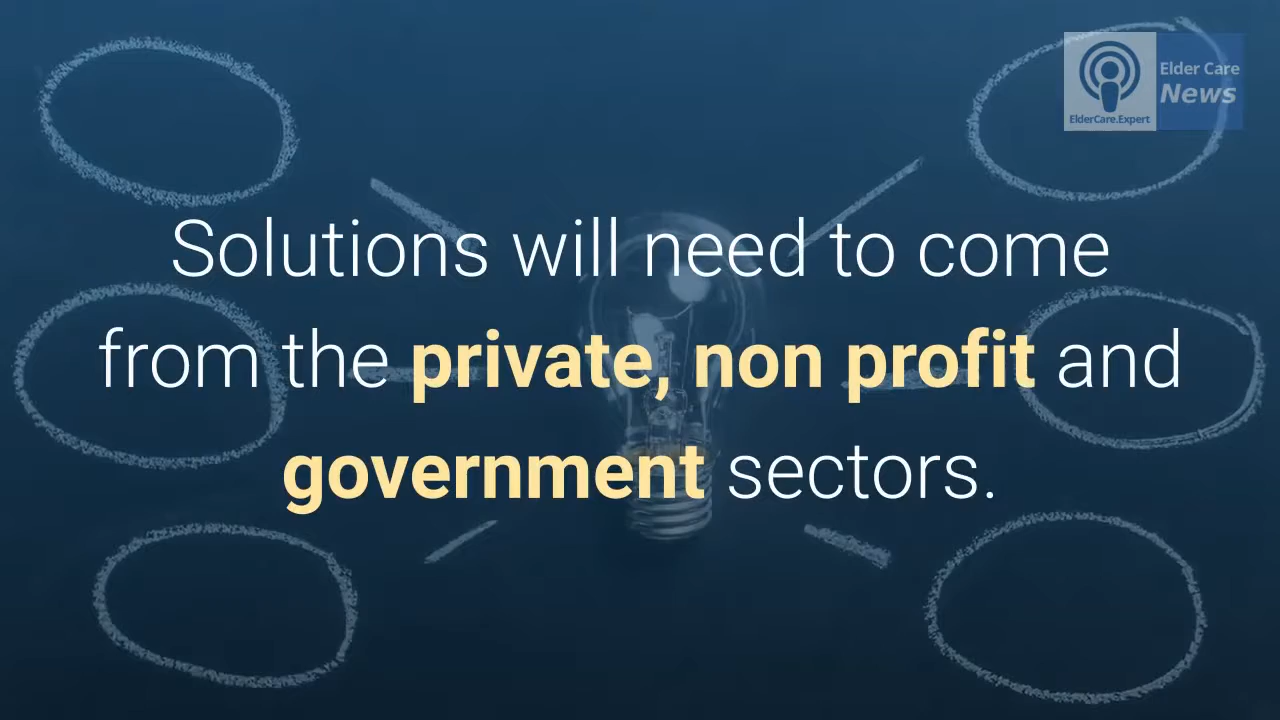 Elder Care
News
ElderCare.Expert
Solutions will need to come
from the private, non profit and
government sectors.